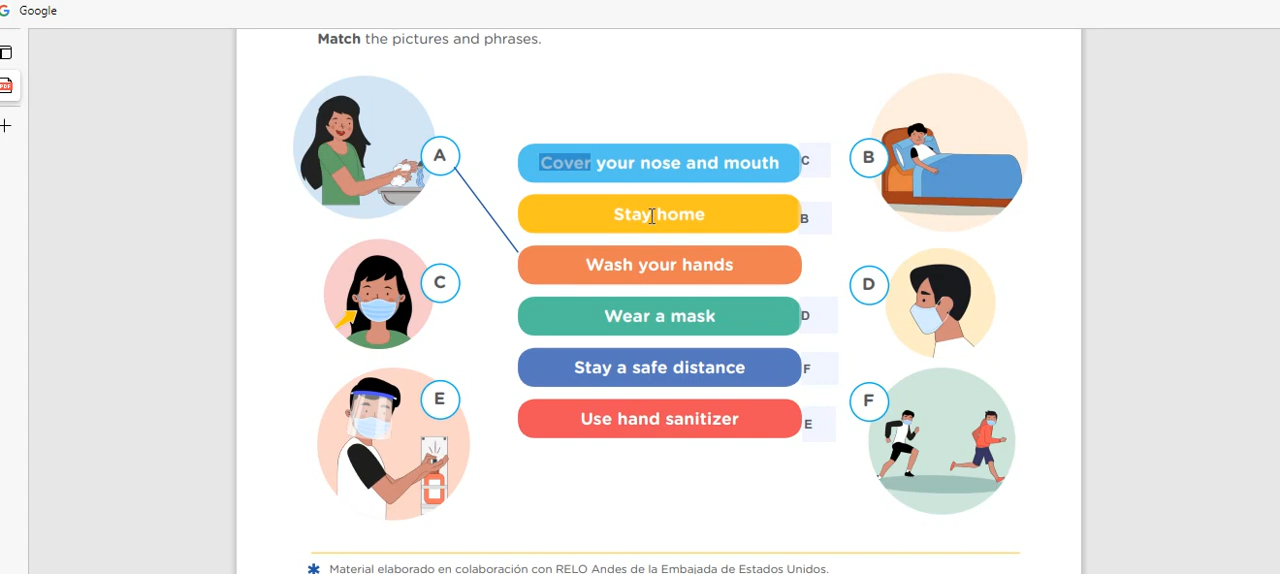 Google
Match the pictures and phrases.
A
B
Cover your nose and mouth
C
Stay home
B
Wash your hands
C
D
Wear a mask
D
Stay a safe distance
F
E
F
Use hand sanitizer
E
* Material elaborado en colaboración con RELO Andes de la Embajada de Estados Unidos.
PDF